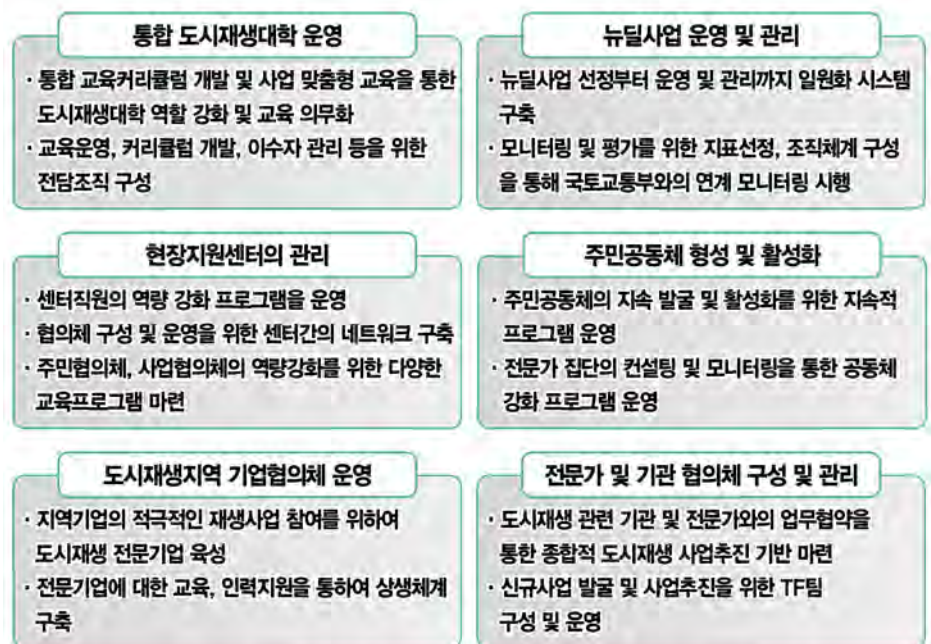 통합 도시재생대학 운영
· 통합 교육커리큘럼 개발 및 사업 맞춤형 교육을 통한
도시재생대학 역할 강화 및 교육 의무화
· 교육운영, 커리큘럼 개발, 이수자 관리 등을 위한
전담조직 구성
뉴딜사업 운영 및 관리
· 뉴딜사업 선정부터 운영 및 관리까지 일원화 시스템
구축
· 모니터링 및 평가를 위한 지표선정, 조직체계 구성
을 통해 국토교통부와의 연계 모니터링 시행
현장지원센터의 관리
· 센터직원의 역량 강화 프로그램을 운영
· 협의체 구성 및 운영을 위한 센터간의 네트워크 구축
· 주민협의체, 사업협의체의 역량강화를 위한 다양한
교육프로그램 마련
주민공동체 형성 및 활성화
· 주민공동체의 지속 발굴 및 활성화를 위한 지속적
프로그램 운영
· 전문가 집단의 컨설팅 및 모니터링을 통한 공동체
강화 프로그램 운영
도시재생지역 기업협의체 운영
· 지역기업의 적극적인 재생사업 참여를 위하여
도시재생 전문기업 육성
· 전문기업에 대한 교육, 인력지원을 통하여 상생체계
구축
전문가 및 기관 협의체 구성 및 관리
· 도시재생 관련 기관 및 전문가와의 업무협약을
통한 종합적 도시재생 사업추진 기반 마련
· 신규사업 발굴 및 사업추진을 위한 TF팀
구성 및 운영